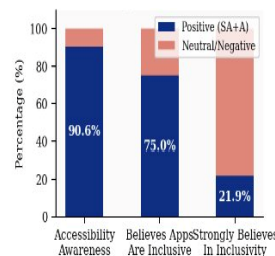 Positive (SA+A)
Neutral/Negative
Percentage (%)
100
80
60
40
20
0
90.6%
75.0%
21.9%
Accessibility Awareness
Believes Apps Are Inclusive
Strongly Believes In Inclusivity